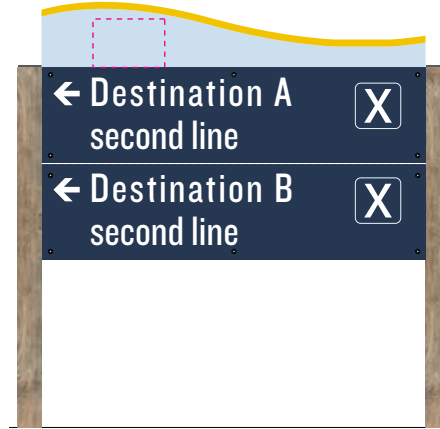 ← Destination A X
second line
← Destination B X
second line